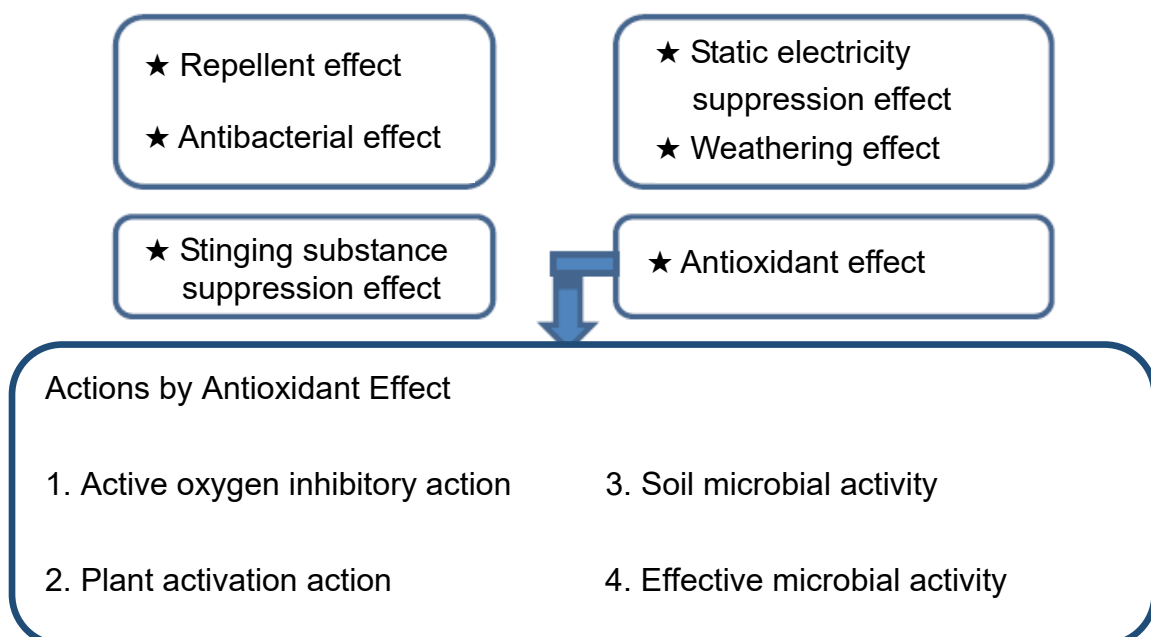 ★ Repellent effect
★ Antibacterial effect
★ Static electricity
suppression effect
★ Weathering effect
★ Stinging substance
suppression effect
★ Antioxidant effect
Actions by Antioxidant Effect
1. Active oxygen inhibitory action
2. Plant activation action
3. Soil microbial activity
4. Effective microbial activity